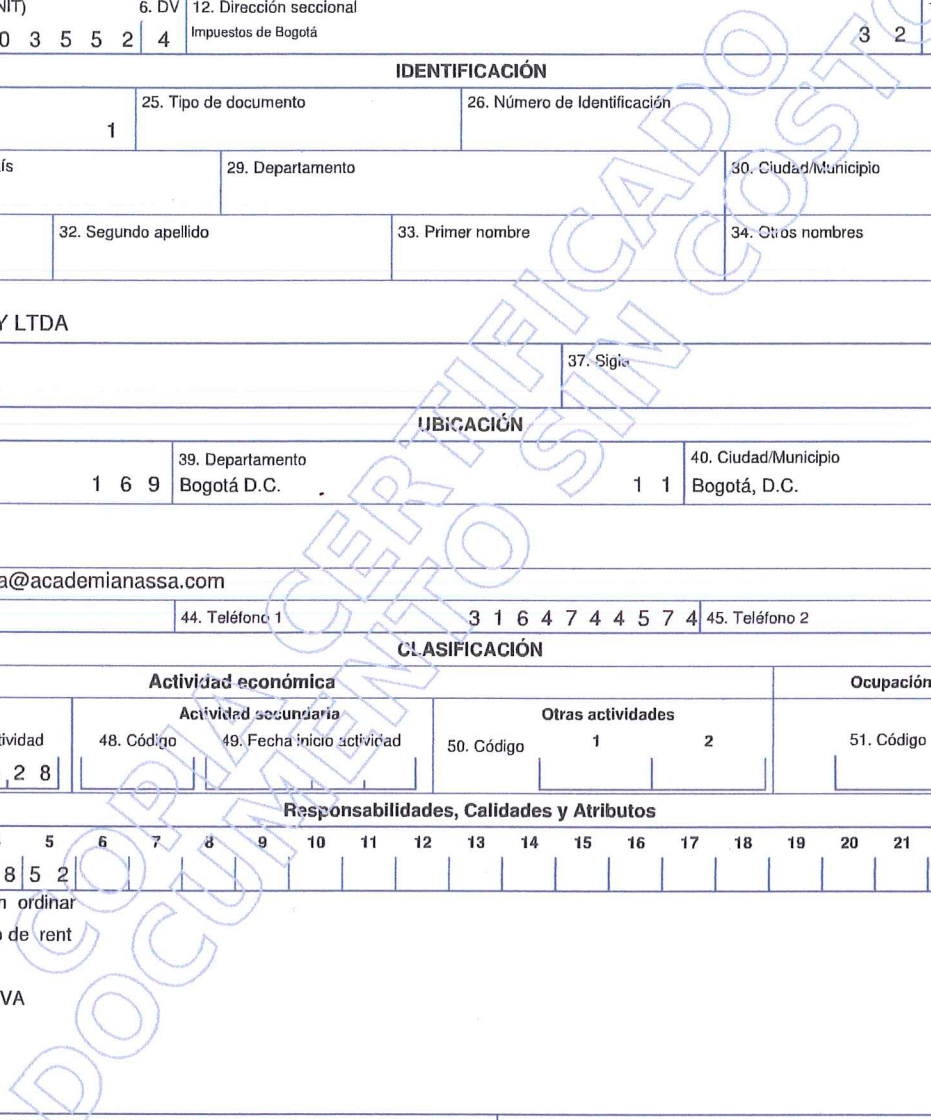 NIT) 6. DV 12. Dirección seccional
0 3 5 5 2 4 Impuestos de Bogotá 3 2
IDENTIFICACIÓN
25. Tipo de documento 26. Número de Identificación
1
ís 29. Departamento 30. Ciudad/Municipio
32. Segundo apellido 33. Primer nombre 34. Otros nombres
Y LTDA
37. Sigla
UBICACIÓN
39. Departamento 40. Ciudad/Municipio
1 6 9 Bogotá D.C. 1 1 Bogotá, D.C.
a@academianassa.com
44. Teléfono 1 3 1 6 4 7 4 4 5 7 4 45. Teléfono 2
CLASIFICACIÓN
Actividad económica Ocupación
Actividad secundaria Otras actividades
tividad 48. Código 49. Fecha inicio actividad 50. Código 1 2 51. Código
2 8
Responsabilidades, Calidades y Atributos
5 6 7 8 9 10 11 12 13 14 15 16 17 18 19 20 21
8 5 2
n ordinar
o de rent
VA
COPIA CERTIFICADO
DOCUMENTO SIN COSTO